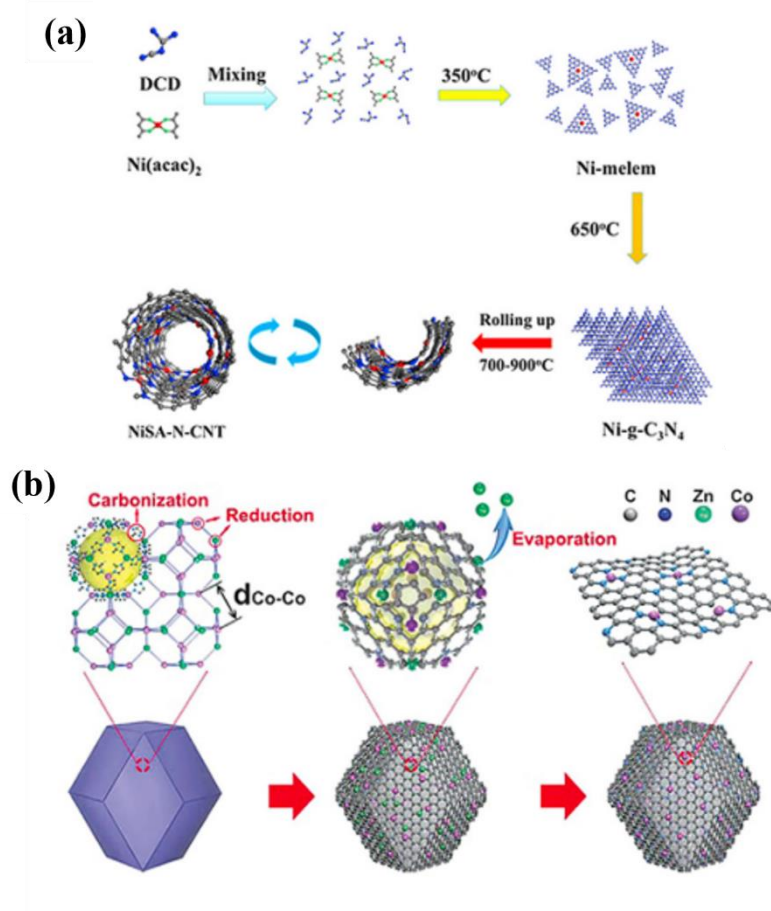 (a)
DCD
Mixing
350°C
Ni(acac)₂
Ni-melem
650°C
Rolling up
700-900°C
NiSA-N-CNT
Ni-g-C₃N₄
(b)
Carbonization
Reduction
dCo-Co
Evaporation
C N Zn Co